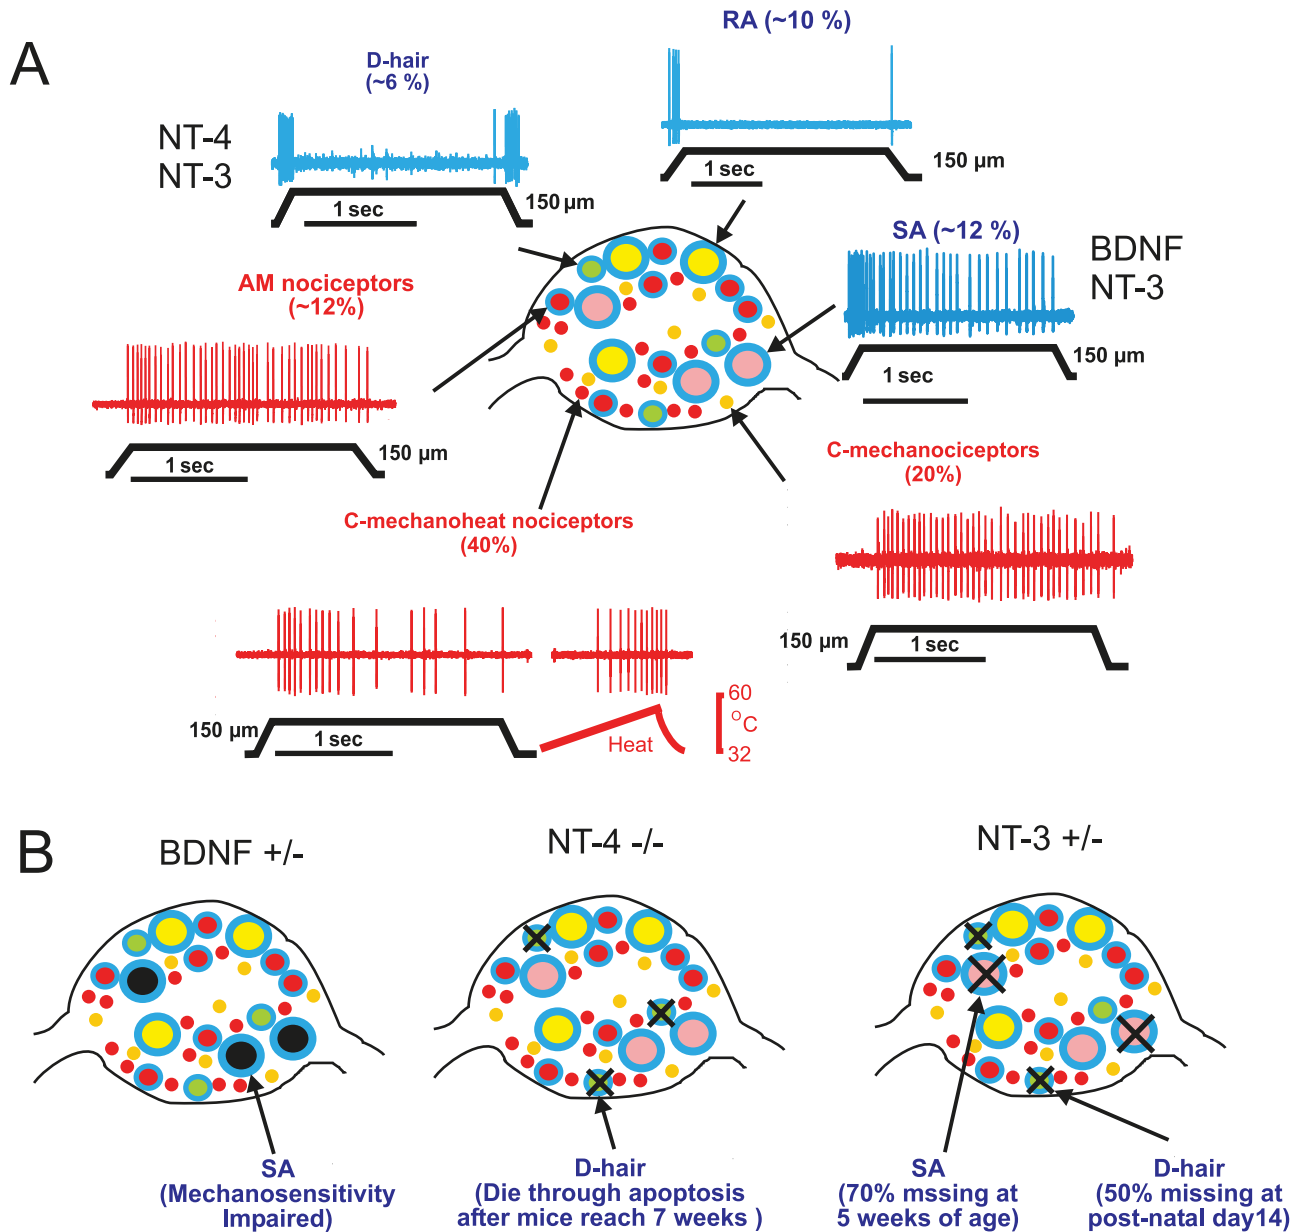 A
RA (~10 %)
D-hair
(~6 %)
NT-4
NT-3
150 µm
1 sec
150 µm
1 sec
SA (~12 %)
BDNF
NT-3
AM nociceptors
(~12%)
150 µm
1 sec
150 µm
1 sec
C-mechanociceptors
(20%)
C-mechanoheat nociceptors
(40%)
150 µm
1 sec
150 µm
1 sec
Heat
60
°C
32
B
BDNF +/-
NT-4 -/-
NT-3 +/-
SA
(Mechanosensitivity
Impaired)
D-hair
(Die through apoptosis
after mice reach 7 weeks )
SA
(70% mssing at
5 weeks of age)
D-hair
(50% missing at
post-natal day14)